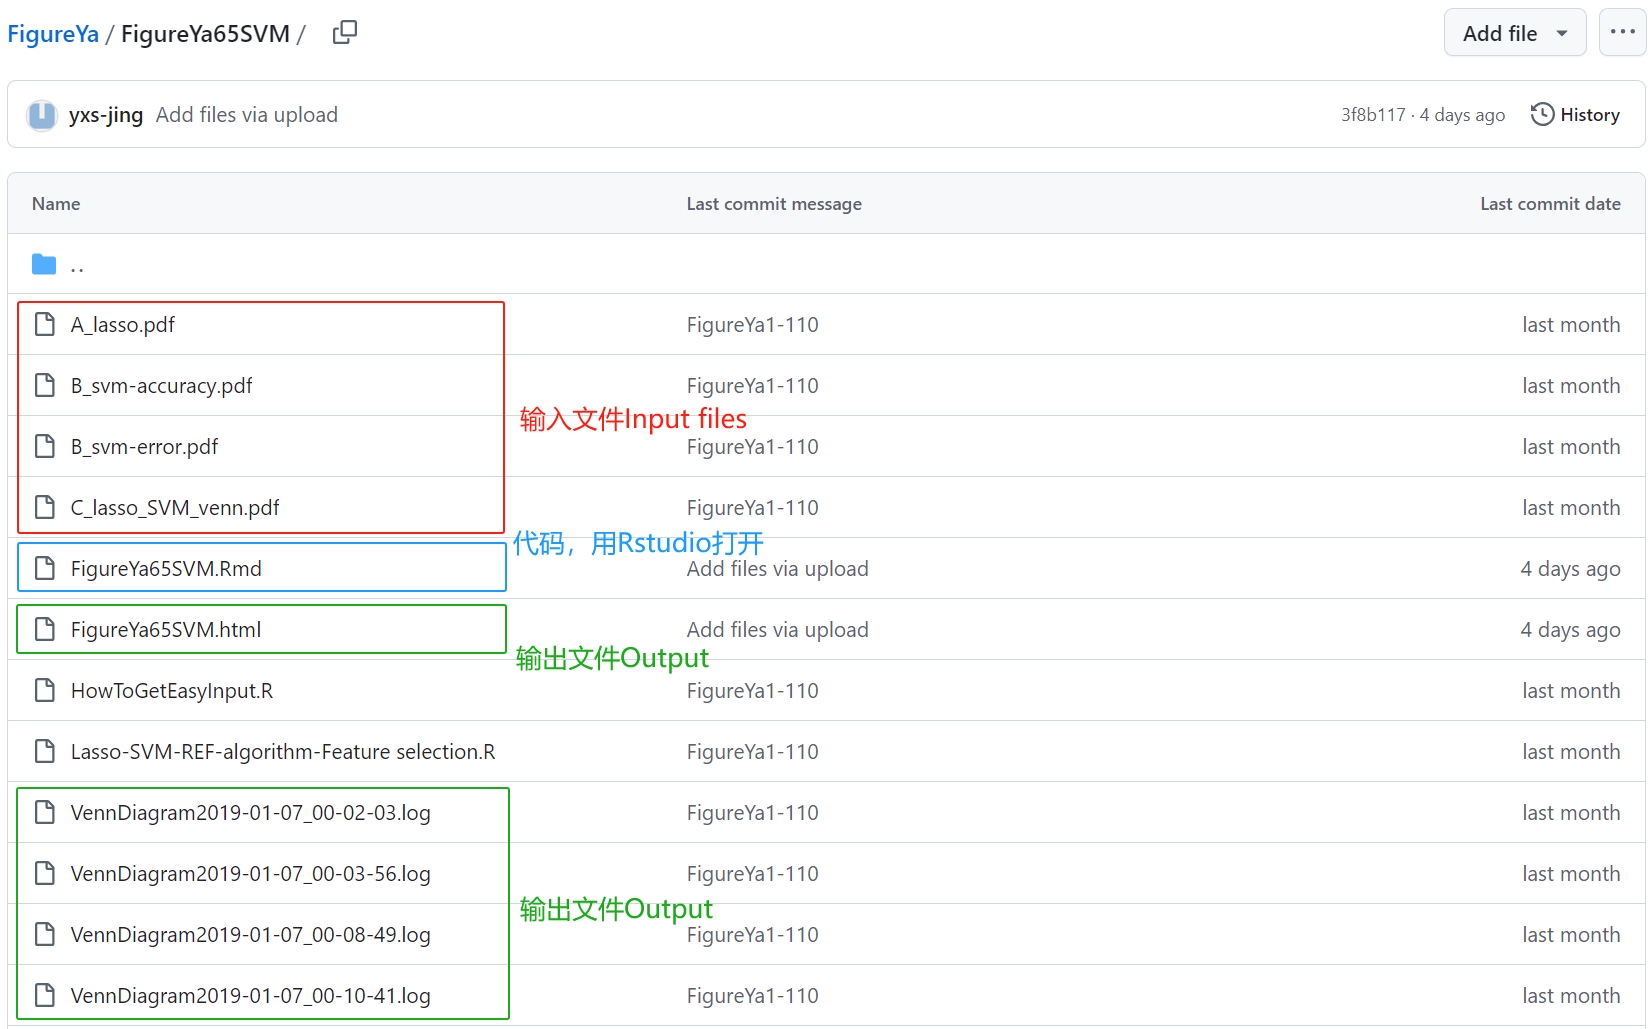 FigureYa / FigureYa65SVM /
Add file
yxs-jing Add files via upload
3f8b117 · 4 days ago
History
Name Last commit message Last commit date
..
A_lasso.pdf FigureYa1-110 last month
B_svm-accuracy.pdf FigureYa1-110 last month
输入文件Input files
B_svm-error.pdf FigureYa1-110 last month
C_lasso_SVM_venn.pdf FigureYa1-110 last month
代码，用Rstudio打开
FigureYa65SVM.Rmd Add files via upload 4 days ago
FigureYa65SVM.html Add files via upload 4 days ago
输出文件Output
HowToGetEasyInput.R FigureYa1-110 last month
Lasso-SVM-REF-algorithm-Feature selection.R FigureYa1-110 last month
VennDiagram2019-01-07_00-02-03.log FigureYa1-110 last month
VennDiagram2019-01-07_00-03-56.log FigureYa1-110 last month
输出文件Output
VennDiagram2019-01-07_00-08-49.log FigureYa1-110 last month
VennDiagram2019-01-07_00-10-41.log FigureYa1-110 last month